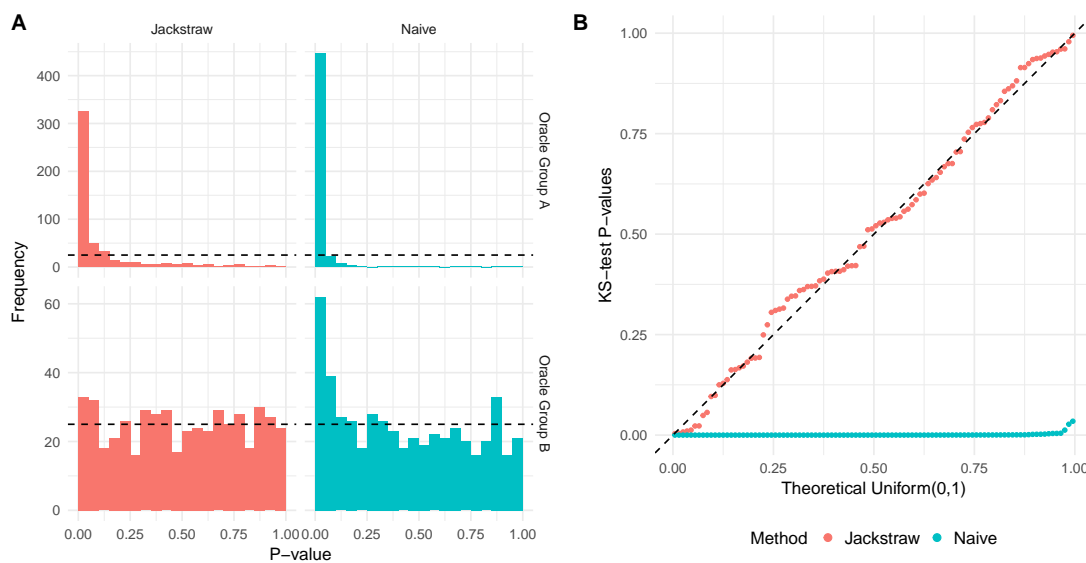 A
Jackstraw
Naive
400
300
200
100
0
Oracle Group A
Frequency
60
40
20
0
Oracle Group B
0.00 0.25 0.50 0.75 1.00 0.00 0.25 0.50 0.75 1.00
P−value
B
1.00
0.75
0.50
0.25
0.00
KS−test P−values
0.00 0.25 0.50 0.75 1.00
Theoretical Uniform(0,1)
Method Jackstraw Naive